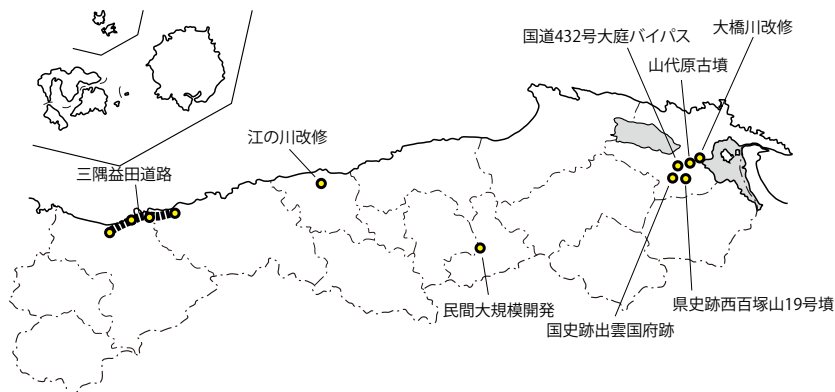 大橋川改修
国道432号大庭バイパス
山代原古墳
江の川改修
三隅益田道路
民間大規模開発
県史跡西百塚山19号墳
国史跡出雲国府跡